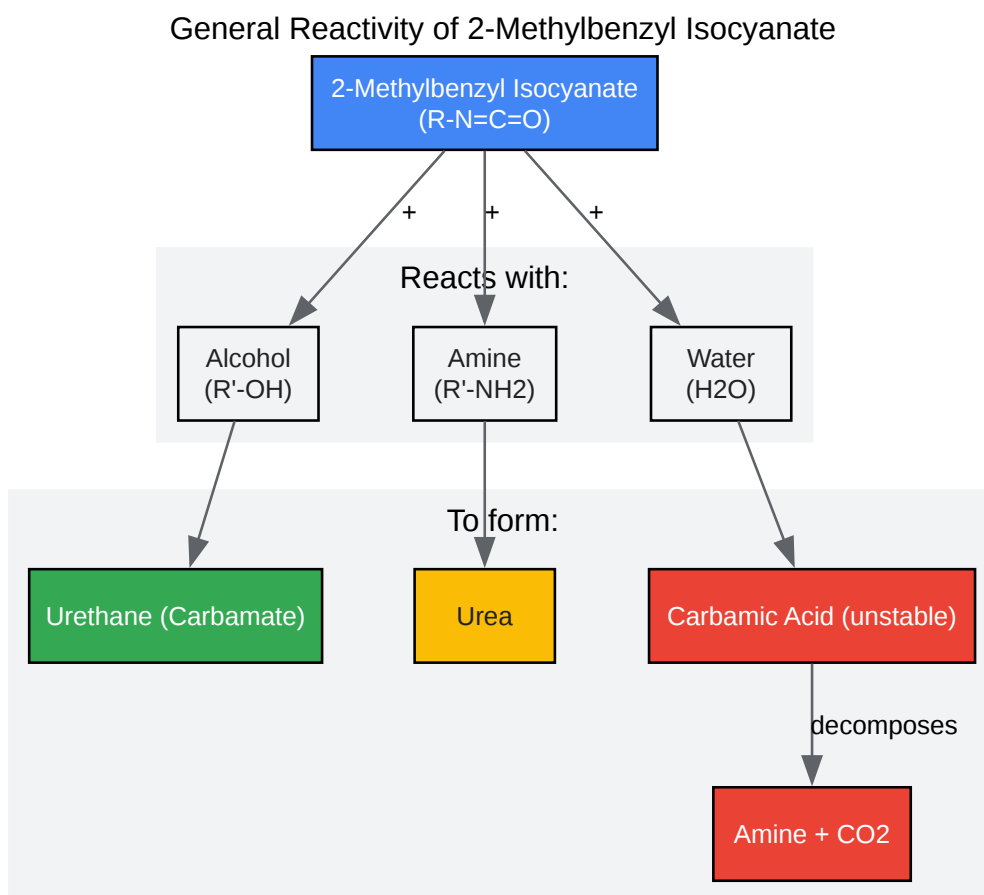 General Reactivity of 2-Methylbenzyl Isocyanate
2-Methylbenzyl Isocyanate
(R-N=C=O)
+
+
+
Reacts with:
Alcohol
(R'-OH)
Amine
(R'-NH2)
Water
(H2O)
To form:
Urethane (Carbamate)
Urea
Carbamic Acid (unstable)
decomposes
Amine + CO2